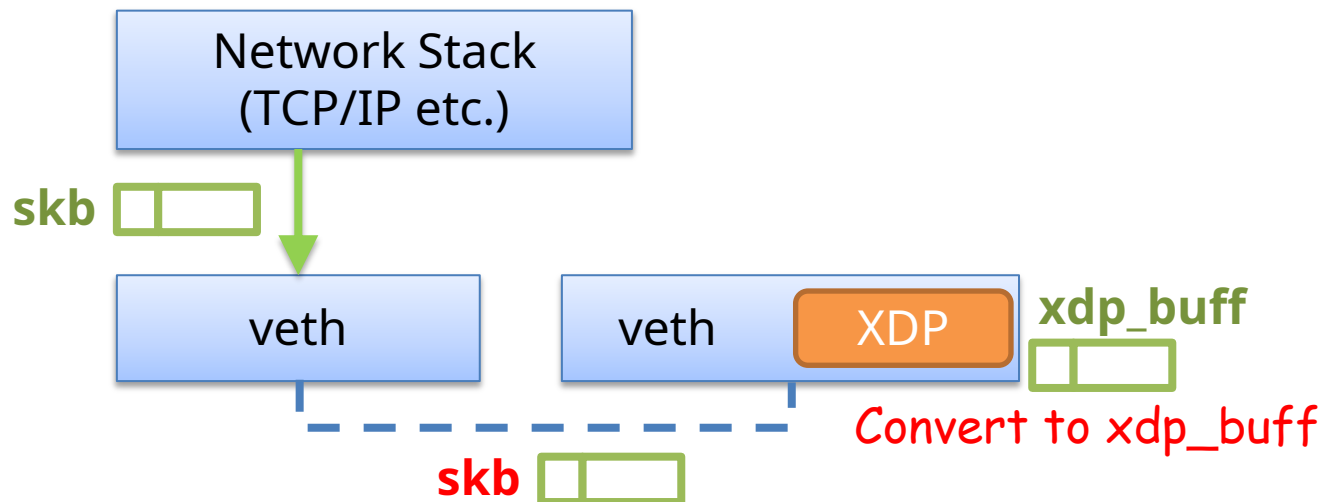 Network Stack
(TCP/IP etc.)
skb
veth
veth
XDP
xdp_buff
Convert to xdp_buff
skb